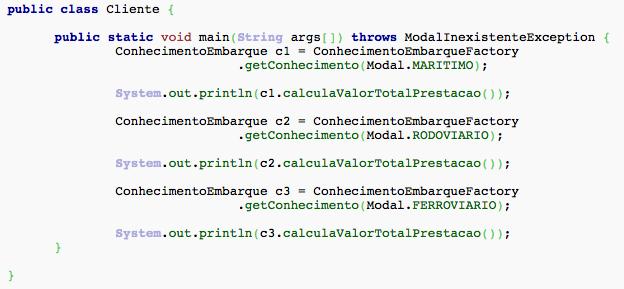 public class Cliente {
public static void main(String args[]) throws ModalInexistenteException {
ConhecimentoEmbarque c1 = ConhecimentoEmbarqueFactory
.getConhecimento(Modal.MARITIMO);
System.out.println(c1.calculaValorTotalPrestacao());
ConhecimentoEmbarque c2 = ConhecimentoEmbarqueFactory
.getConhecimento(Modal.RODOVIARIO);
System.out.println(c2.calculaValorTotalPrestacao());
ConhecimentoEmbarque c3 = ConhecimentoEmbarqueFactory
.getConhecimento(Modal.FERROVIARIO);
System.out.println(c3.calculaValorTotalPrestacao());
}
}